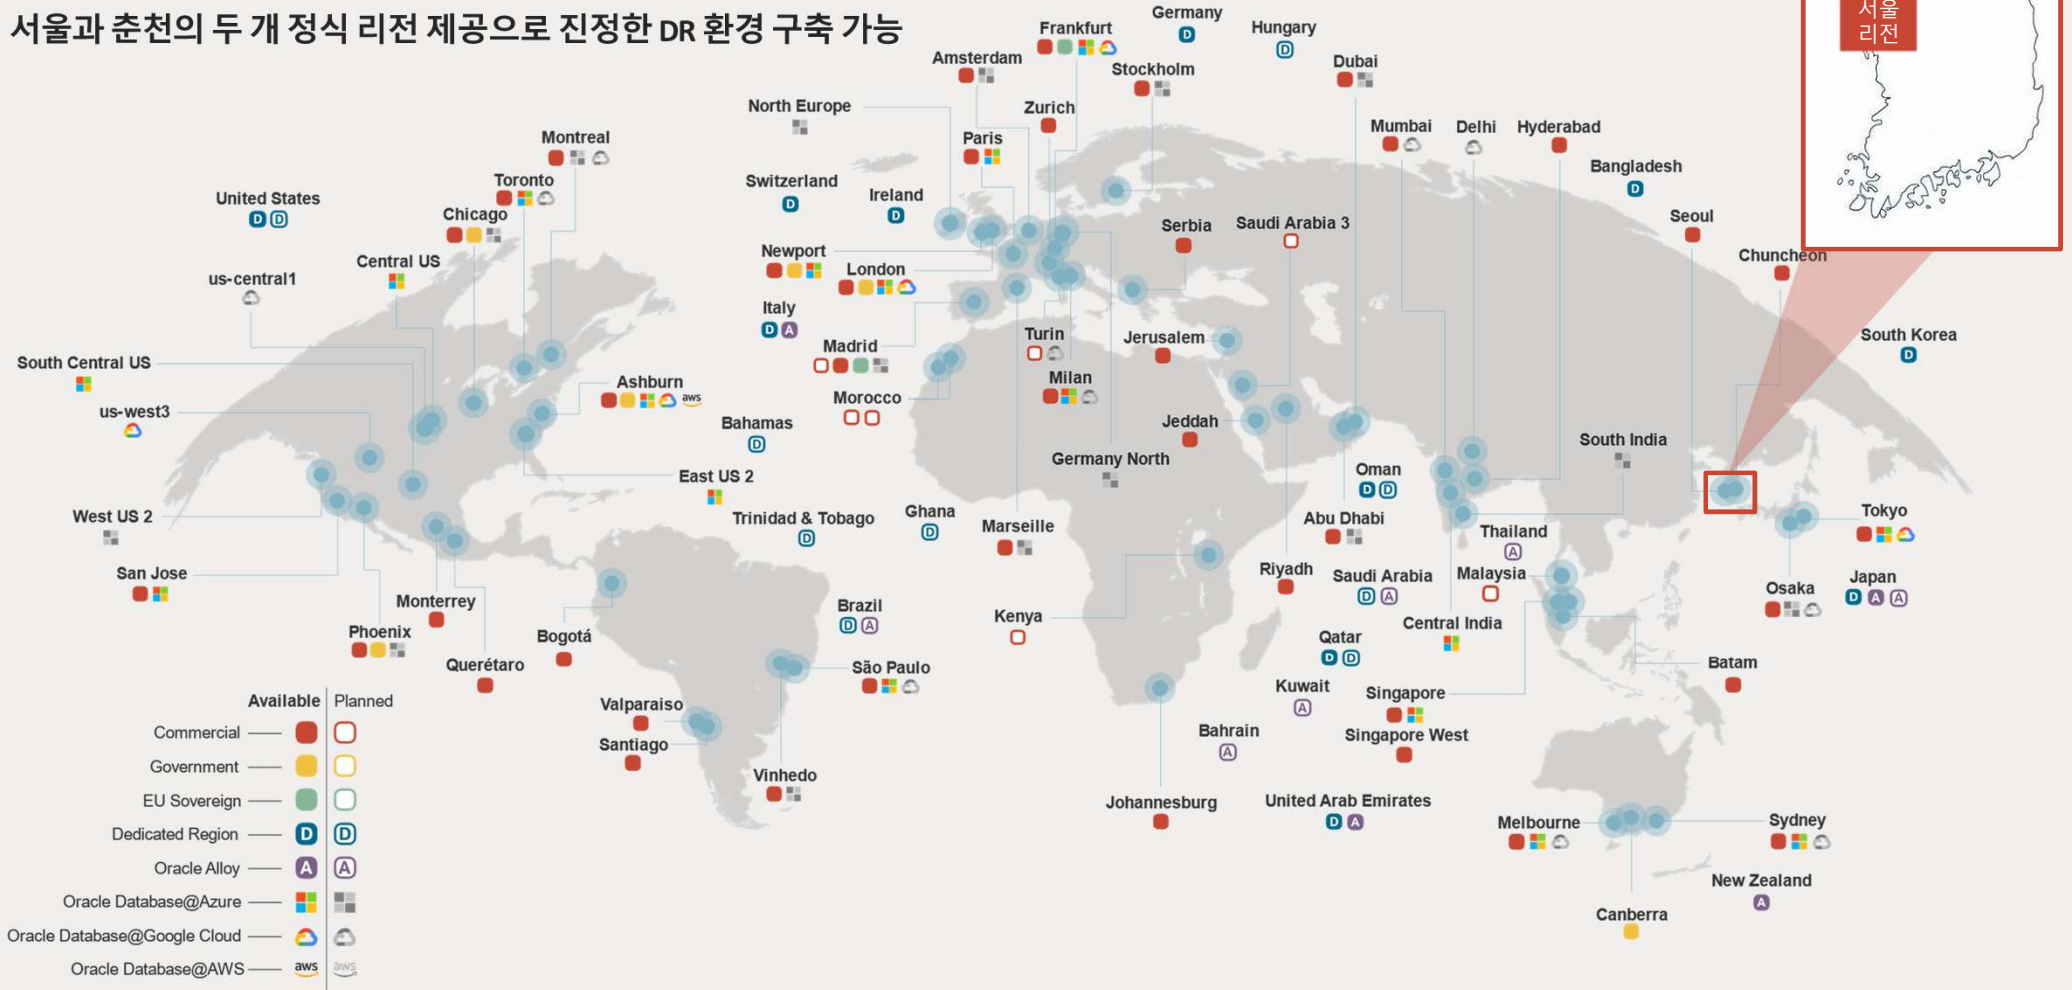 서울과 춘천의 두 개 정식 리전 제공으로 진정한 DR 환경 구축 가능
서울
리전
Germany
D
Hungary
D
Frankfurt
Amsterdam
Stockholm
Dubai
North Europe
Zurich
Paris
Mumbai
Delhi
Hyderabad
Montreal
Bangladesh
D
Toronto
Switzerland
D
Ireland
D
United States
D D
Chicago
Serbia
Saudi Arabia 3
Seoul
Central US
Newport
London
Chuncheon
us-central1
Italy
D A
Turin
Jerusalem
South Korea
D
Madrid
South Central US
Milan
Ashburn
aws
Morocco
us-west3
Bahamas
D
Jeddah
Germany North
South India
East US 2
Oman
D D
West US 2
Trinidad & Tobago
D
Ghana
D
Marseille
Abu Dhabi
Thailand
A
Tokyo
San Jose
Riyadh
Saudi Arabia
D A
Malaysia
Osaka
Japan
D A A
Monterrey
Brazil
D A
Kenya
Central India
Phoenix
Bogotá
Qatar
D D
Querétaro
São Paulo
Batam
Kuwait
A
Singapore
Valparaiso
Bahrain
A
Singapore West
Santiago
Vinhedo
Johannesburg
United Arab Emirates
D A
Melbourne
Sydney
New Zealand
A
Canberra
Available Planned
Commercial
Government
EU Sovereign
Dedicated Region D D
Oracle Alloy A A
Oracle Database@Azure
Oracle Database@Google Cloud
Oracle Database@AWS aws aws